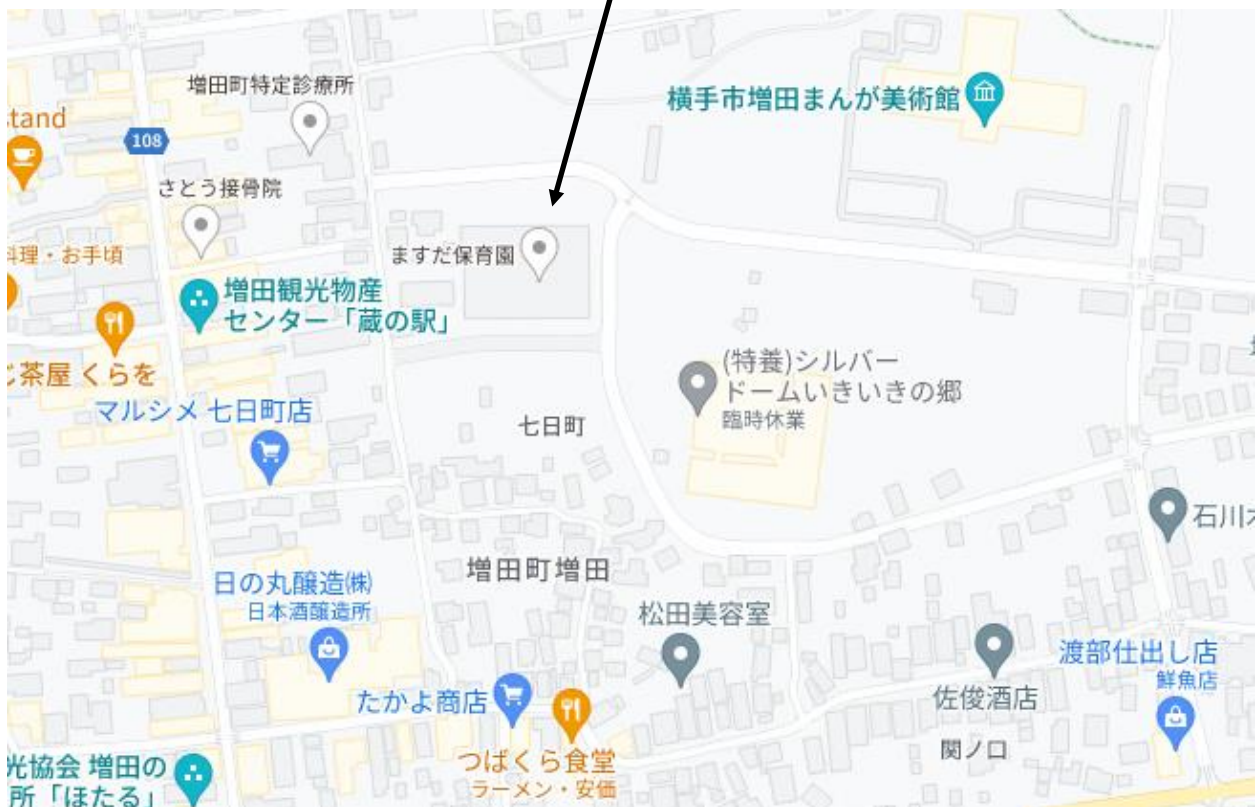 増田町特定診療所
横手市増田まんが美術館
stand
108
さとう接骨院
料理・お手頃
ますだ保育園
増田観光物産
センター「蔵の駅」
茶屋 くらを
(特養)シルバー
ドームいきいきの郷
臨時休業
マルシメ 七日町店
七日町
石川
増田町増田
日の丸醸造㈱
日本酒醸造所
松田美容室
渡部仕出し店
鮮魚店
たかよ商店
佐俊酒店
つばくら食堂
ラーメン・安価
関ノ口
光協会 増田の
所「ほたる」